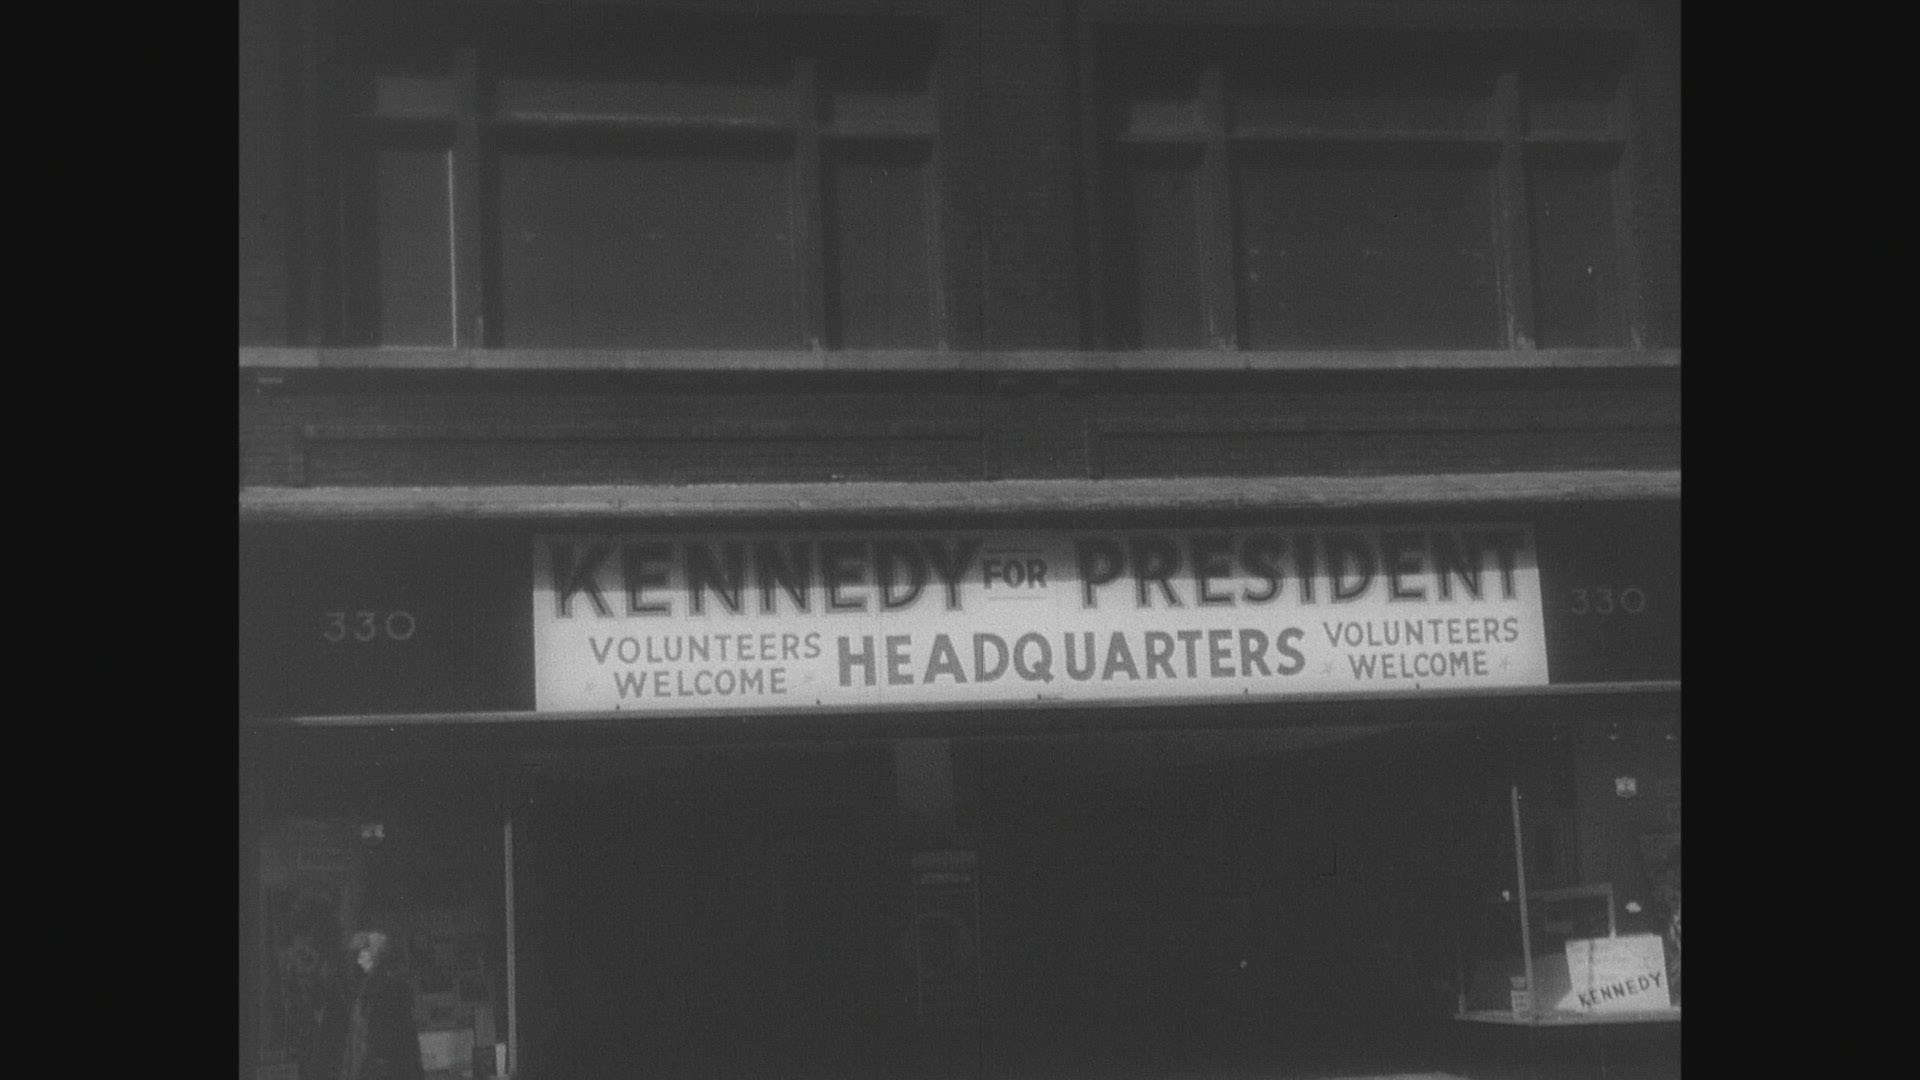 KENNEDY FOR PRESIDENT
330
330
VOLUNTEERS WELCOME
HEADQUARTERS
VOLUNTEERS WELCOME
KENNEDY